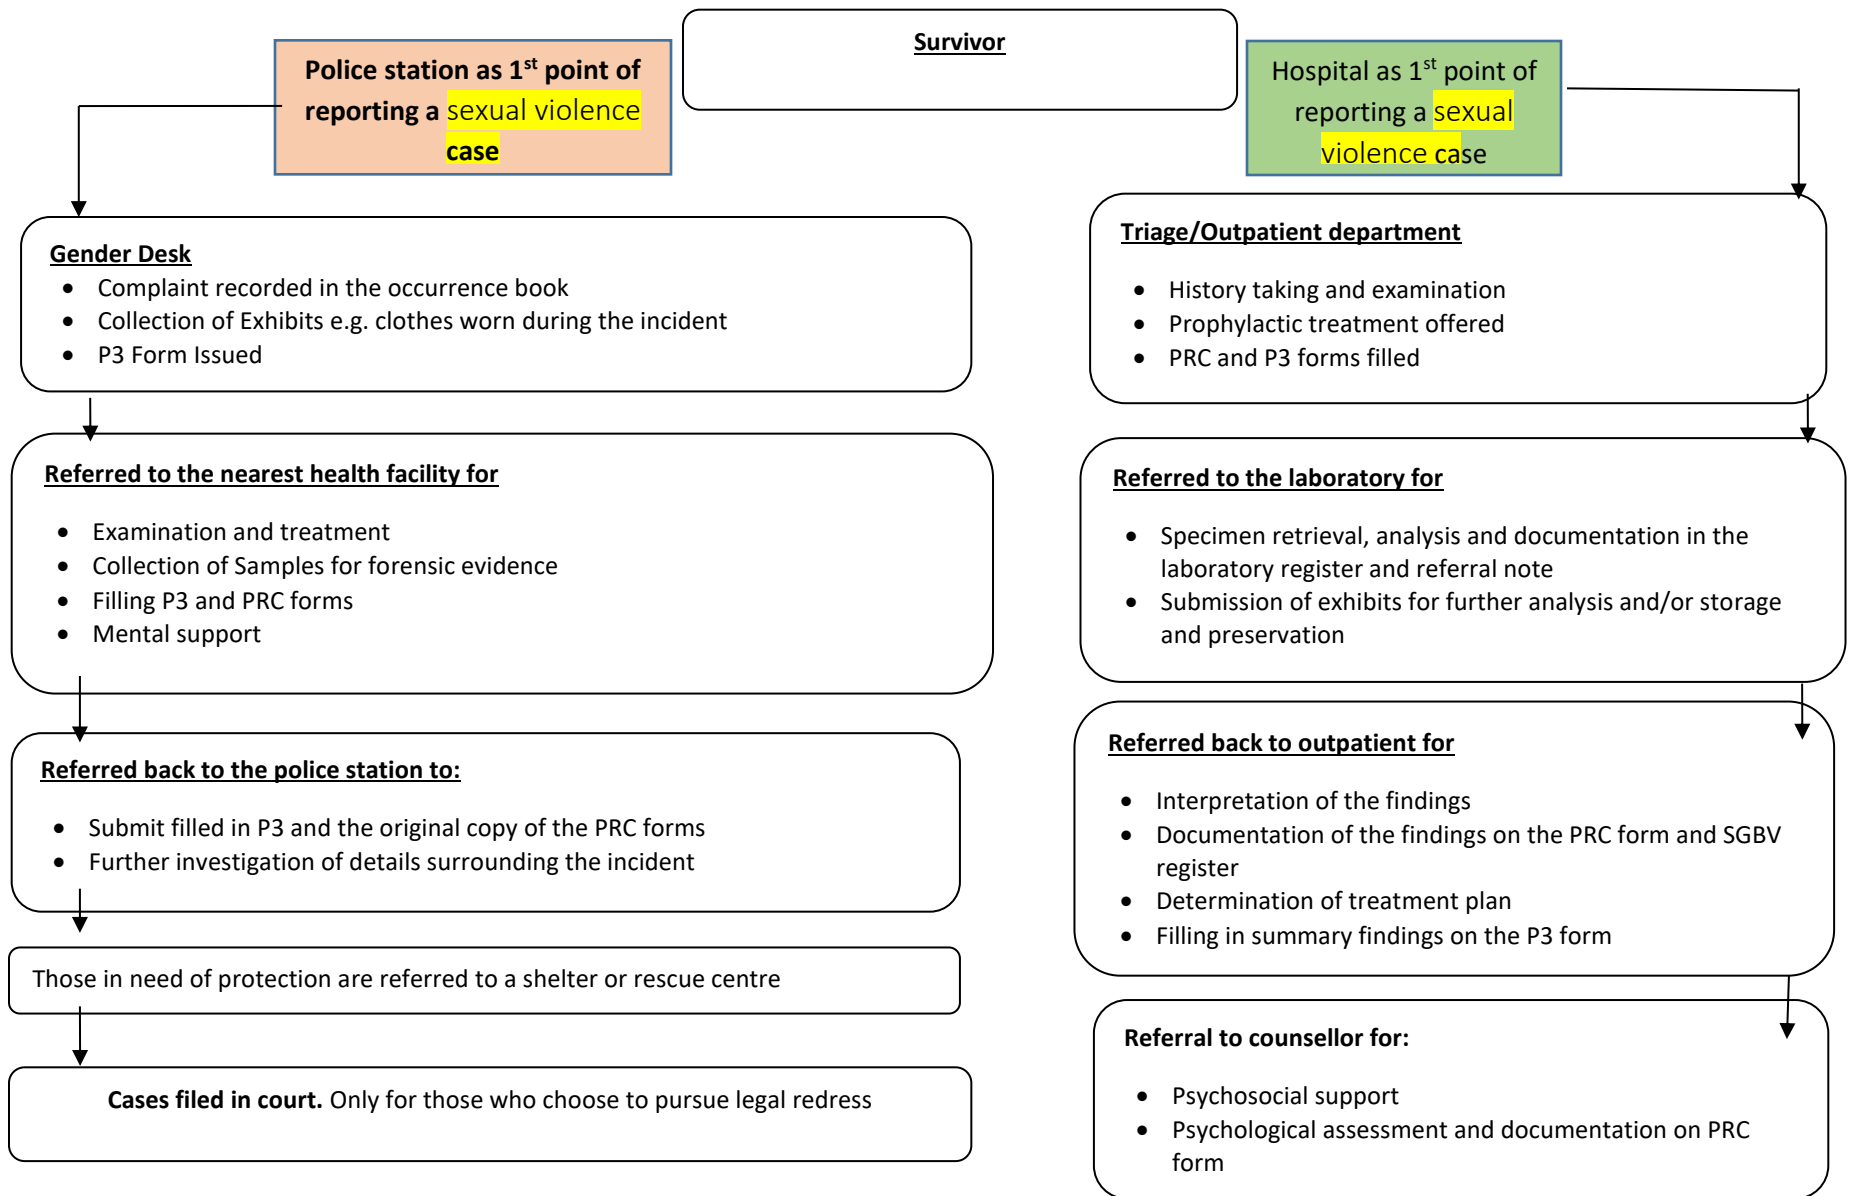 Survivor
Police station as 1st point of
reporting a sexual violence
case
Gender Desk
• Complaint recorded in the occurrence book
• Collection of Exhibits e.g. clothes worn during the incident
• P3 Form Issued
Referred to the nearest health facility for
• Examination and treatment
• Collection of Samples for forensic evidence
• Filling P3 and PRC forms
• Mental support
Referred back to the police station to:
• Submit filled in P3 and the original copy of the PRC forms
• Further investigation of details surrounding the incident
Those in need of protection are referred to a shelter or rescue centre
Cases filed in court. Only for those who choose to pursue legal redress
Hospital as 1st point of
reporting a sexual
violence case
Triage/Outpatient department
• History taking and examination
• Prophylactic treatment offered
• PRC and P3 forms filled
Referred to the laboratory for
• Specimen retrieval, analysis and documentation in the
laboratory register and referral note
• Submission of exhibits for further analysis and/or storage
and preservation
Referred back to outpatient for
• Interpretation of the findings
• Documentation of the findings on the PRC form and SGBV
register
• Determination of treatment plan
• Filling in summary findings on the P3 form
Referral to counsellor for:
• Psychosocial support
• Psychological assessment and documentation on PRC
form